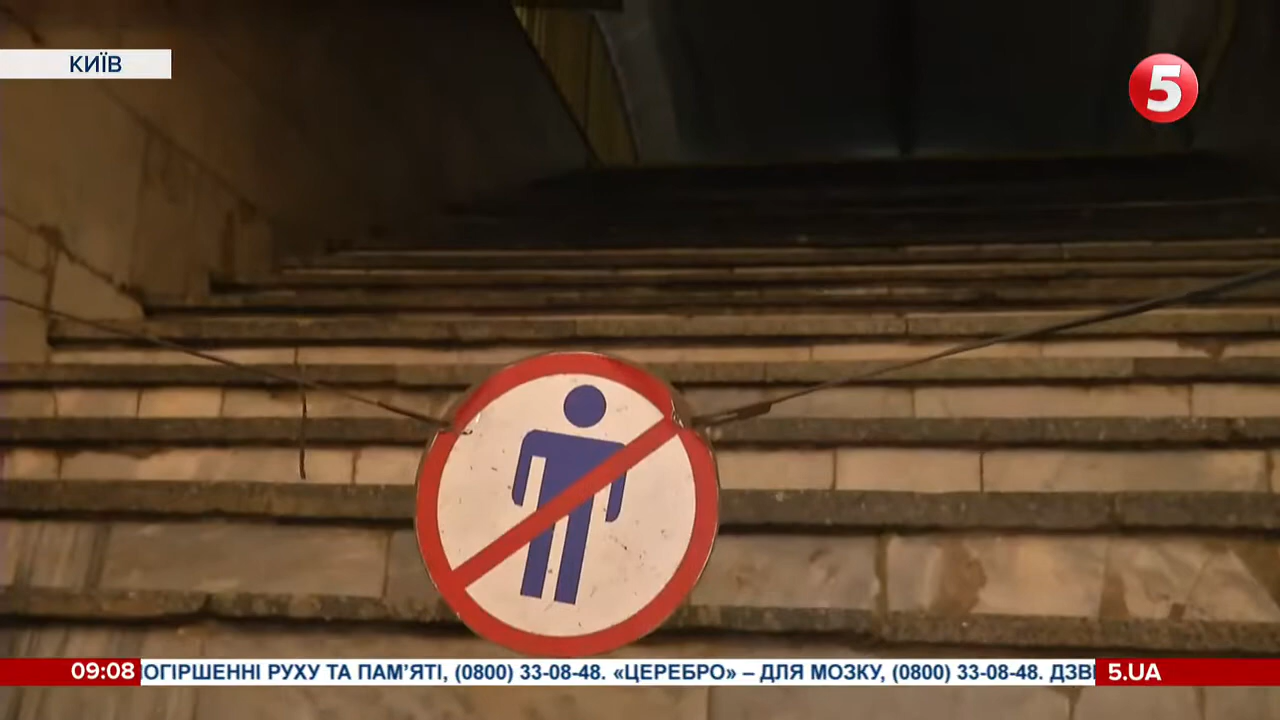 КИЇВ
5
09:08
ОГІРШЕННІ РУХУ ТА ПАМ’ЯТІ, (0800) 33-08-48. «ЦЕРЕБРО» – ДЛЯ МОЗКУ, (0800) 33-08-48. ДЗВ
5.UA